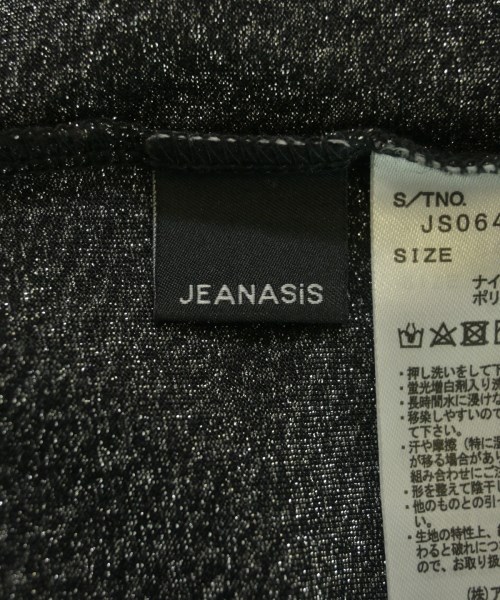 JEANASiS
S/TNO.
JS064
SIZE
ナイ
ポリ
・押し洗いをして下
・蛍光増白剤入り
・長時間水に浸けな
・移染しやすいので
て下さい。
・汗や摩擦(特に湿
が移る場合があり
組み合わせにご
・形を整えて陰干し
・他のものとの引っ
い。
・生地の特性上、
わると破れにつ
ので、お取り扱
(株)ア